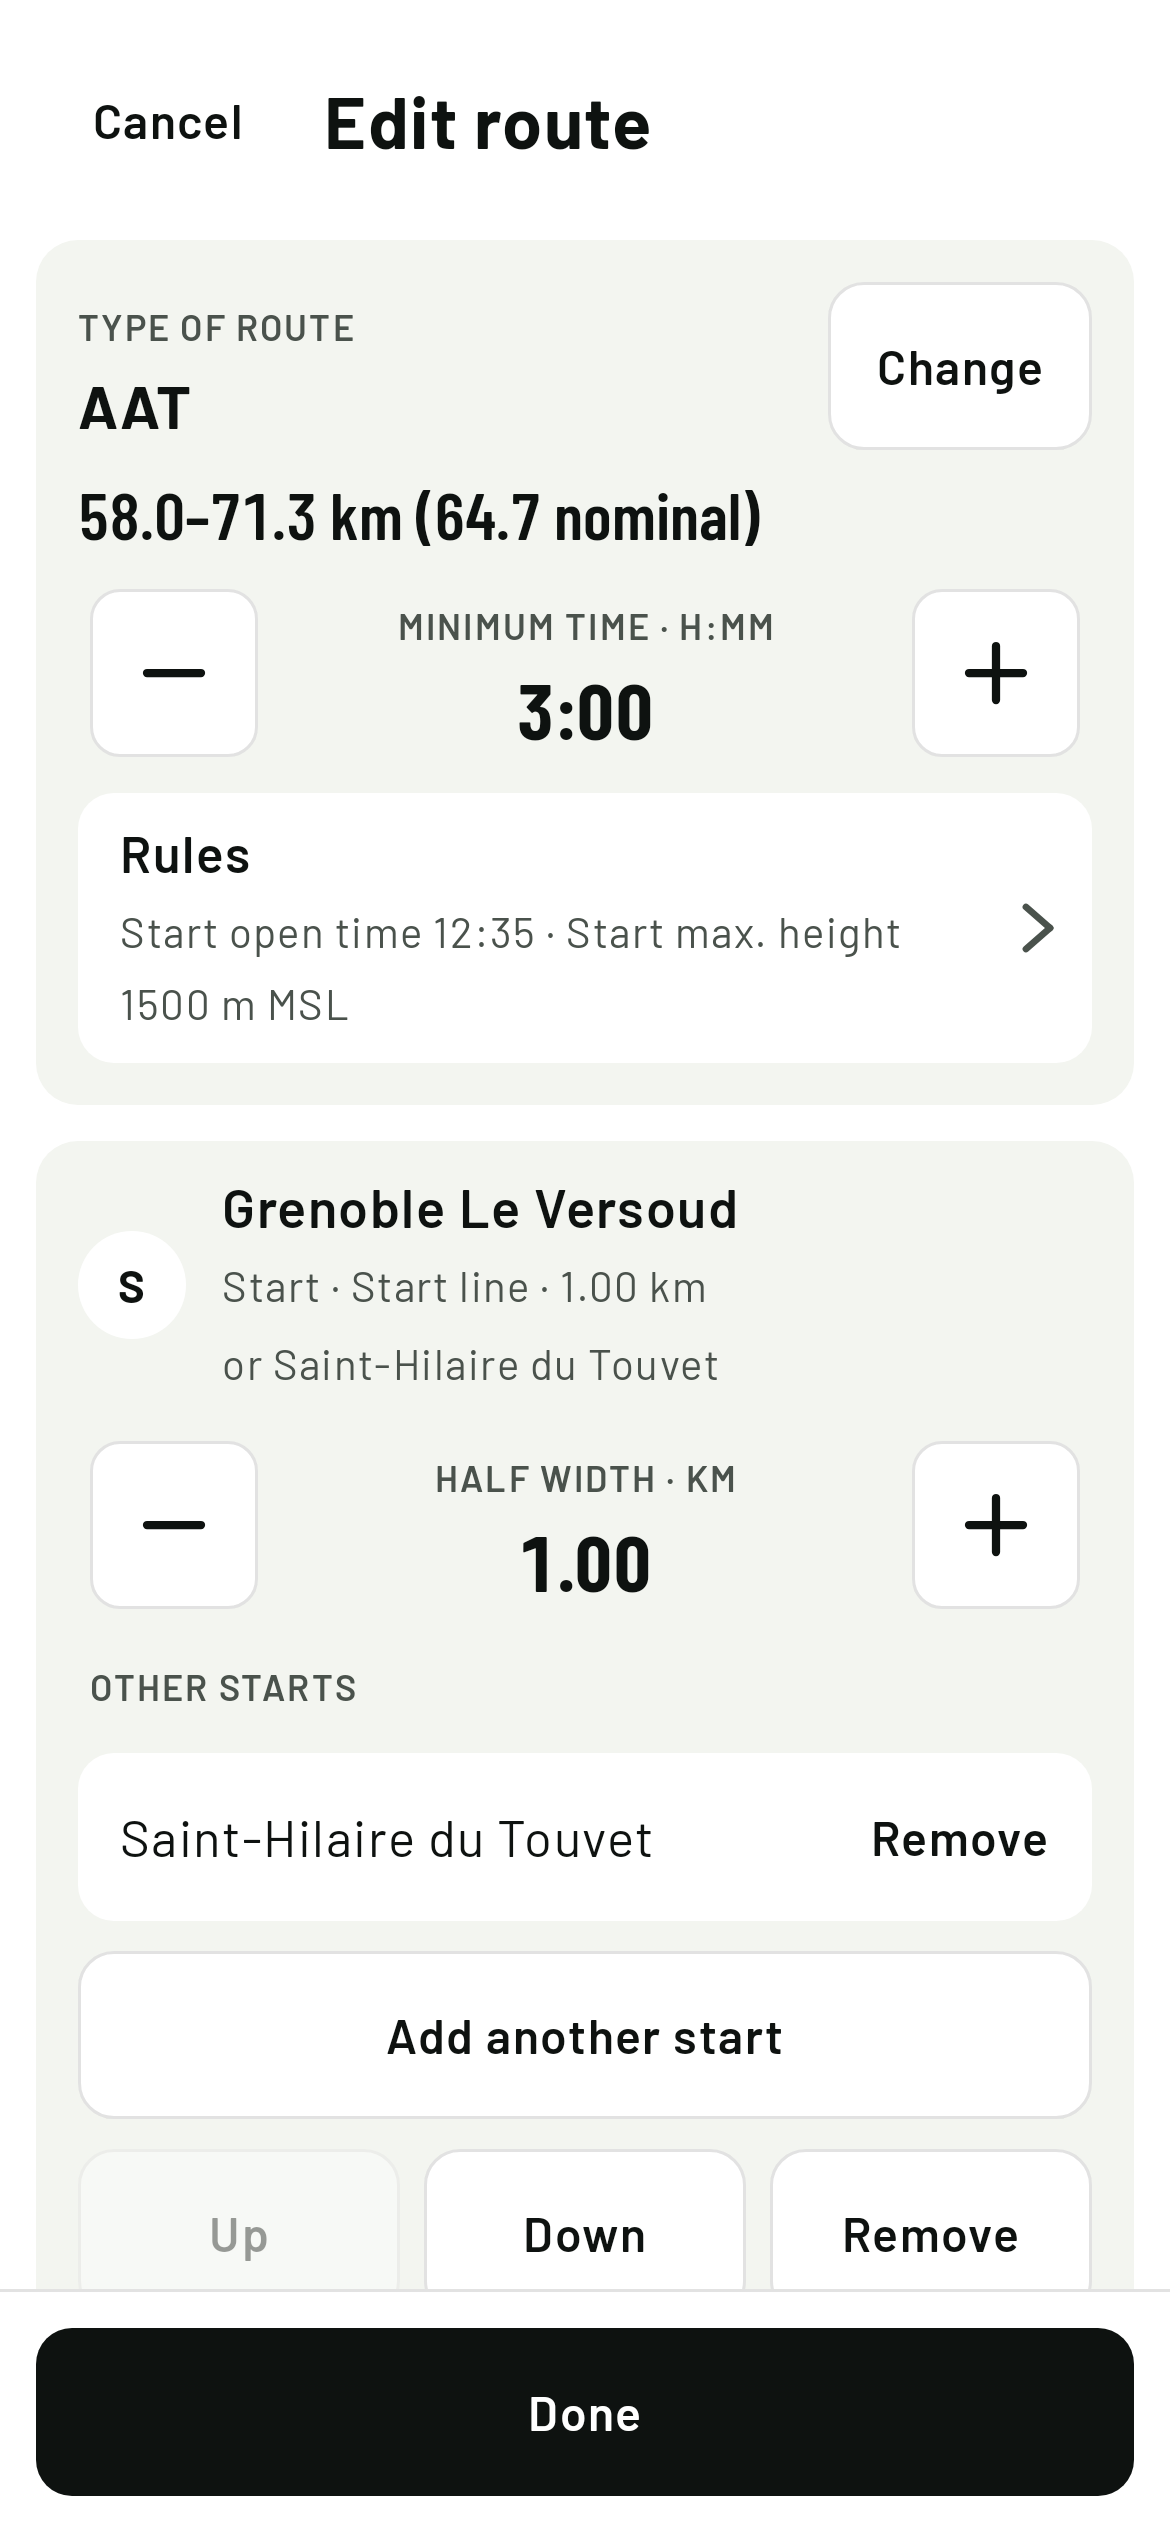 Cancel
Edit route
TYPE OF ROUTE
AAT
Change
58.0–71.3 km (64.7 nominal)
MINIMUM TIME · H:MM
3:00
Rules
Start open time 12:35 · Start max. height
1500 m MSL
S
Grenoble Le Versoud
Start · Start line · 1.00 km
or Saint-Hilaire du Touvet
HALF WIDTH · KM
1.00
OTHER STARTS
Saint-Hilaire du Touvet
Remove
Add another start
Up
Down
Remove
Done